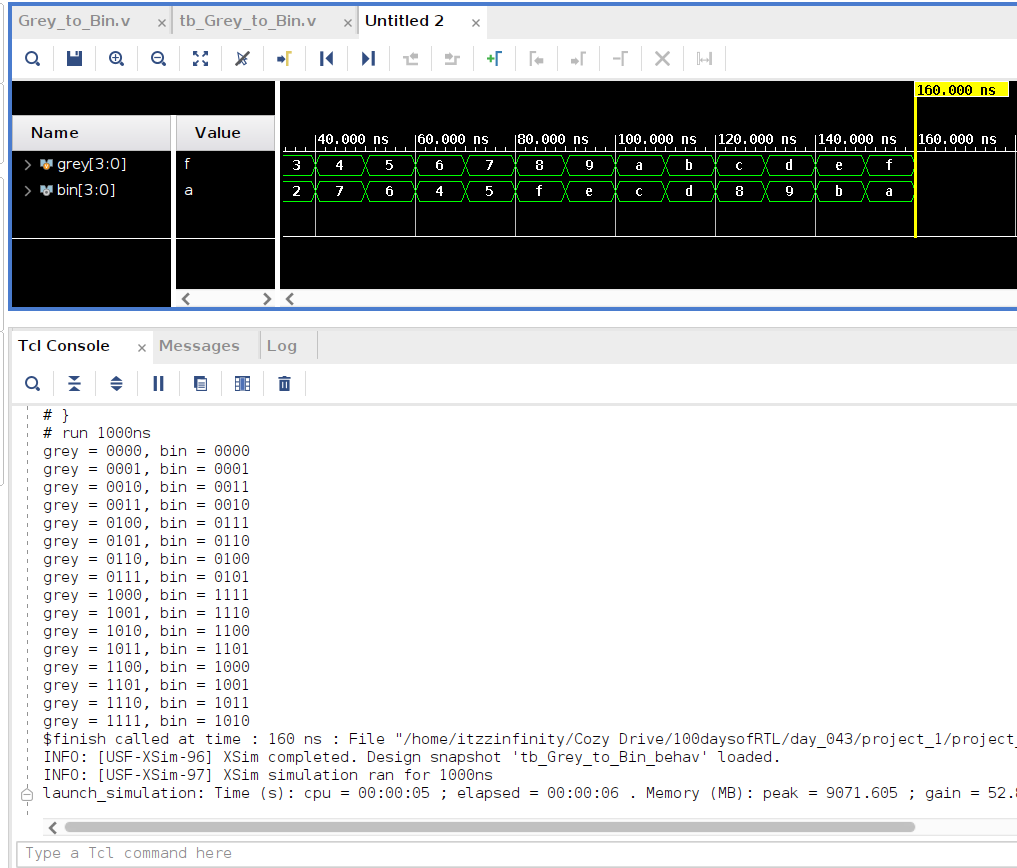 Grey_to_Bin.v × tb_Grey_to_Bin.v × Untitled 2 ×
160.000 ns
Name Value
40.000 ns 60.000 ns 80.000 ns 100.000 ns 120.000 ns 140.000 ns 160.000 ns
grey[3:0] f 3 4 5 6 7 8 9 a b c d e f
bin[3:0] a 2 7 6 4 5 f e c d 8 9 b a
Tcl Console × Messages Log
# }
# run 1000ns
grey = 0000, bin = 0000
grey = 0001, bin = 0001
grey = 0010, bin = 0011
grey = 0011, bin = 0010
grey = 0100, bin = 0111
grey = 0101, bin = 0110
grey = 0110, bin = 0100
grey = 0111, bin = 0101
grey = 1000, bin = 1111
grey = 1001, bin = 1110
grey = 1010, bin = 1100
grey = 1011, bin = 1101
grey = 1100, bin = 1000
grey = 1101, bin = 1001
grey = 1110, bin = 1011
grey = 1111, bin = 1010
$finish called at time : 160 ns : File "/home/itzzinfinity/Cozy Drive/100daysofRTL/day_043/project_1/project_
INFO: [USF-XSim-96] XSim completed. Design snapshot 'tb_Grey_to_Bin_behav' loaded.
INFO: [USF-XSim-97] XSim simulation ran for 1000ns
launch_simulation: Time (s): cpu = 00:00:05 ; elapsed = 00:00:06 . Memory (MB): peak = 9071.605 ; gain = 52.
Type a Tcl command here